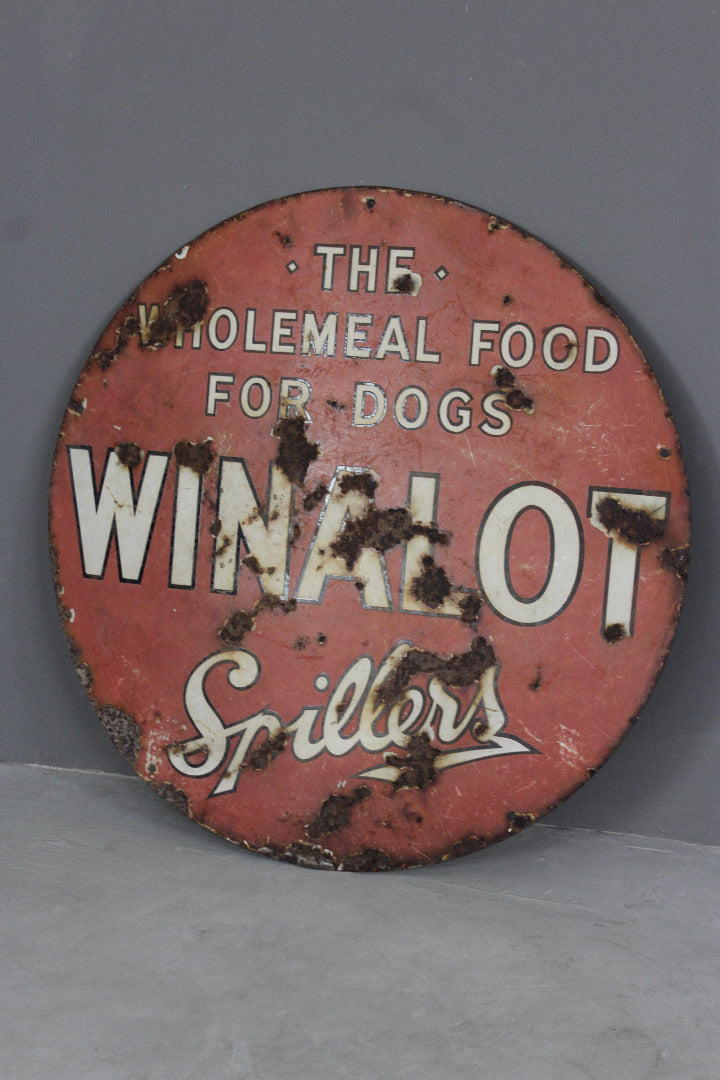 · THE ·
WHOLEMEAL FOOD
FOR DOGS
WINALOT
Spillers